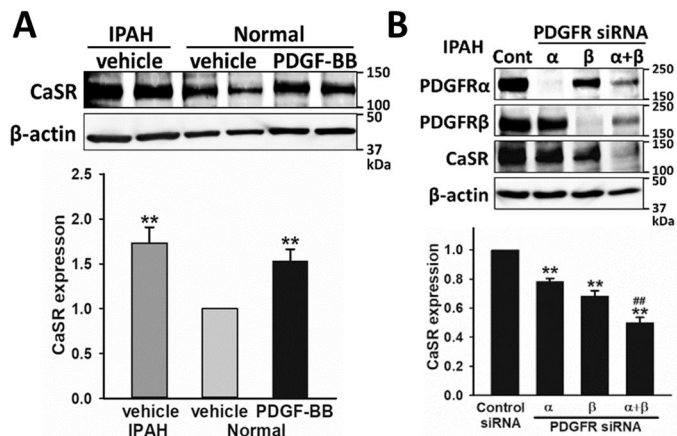 A
IPAH Normal
vehicle vehicle PDGF-BB
CaSR
150
100
β-actin
50
37
kDa
CaSR expresson
2.5
2.0
1.5
1.0
0.5
0.0
**
**
vehicle vehicle PDGF-BB
IPAH Normal
B
PDGFR siRNA
IPAH Cont α β α+β
PDGFRα
250
150
PDGFRβ
250
150
CaSR
150
100
β-actin
50
37
kDa
CaSR expression
1.0
0.8
0.6
0.4
0.2
0.0
**
**
##
**
Control siRNA
α β α+β
PDGFR siRNA